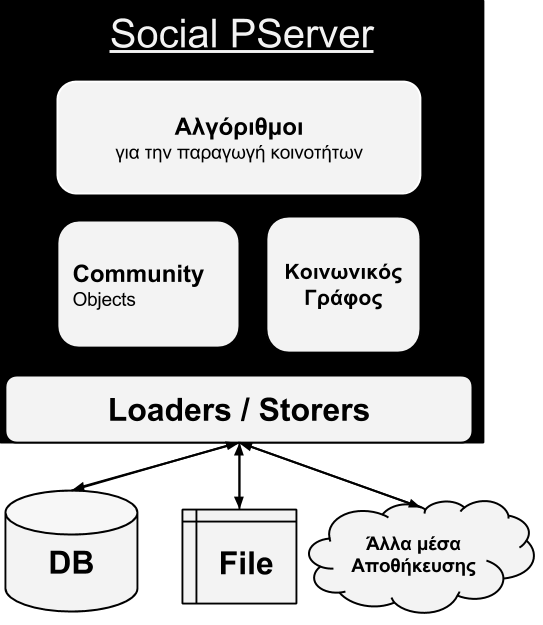 Social PServer
Αλγόριθμοι
για την παραγωγή κοινοτήτων
Community
Objects
Κοινωνικός
Γράφος
Loaders / Storers
DB
File
Άλλα μέσα
Αποθήκευσης